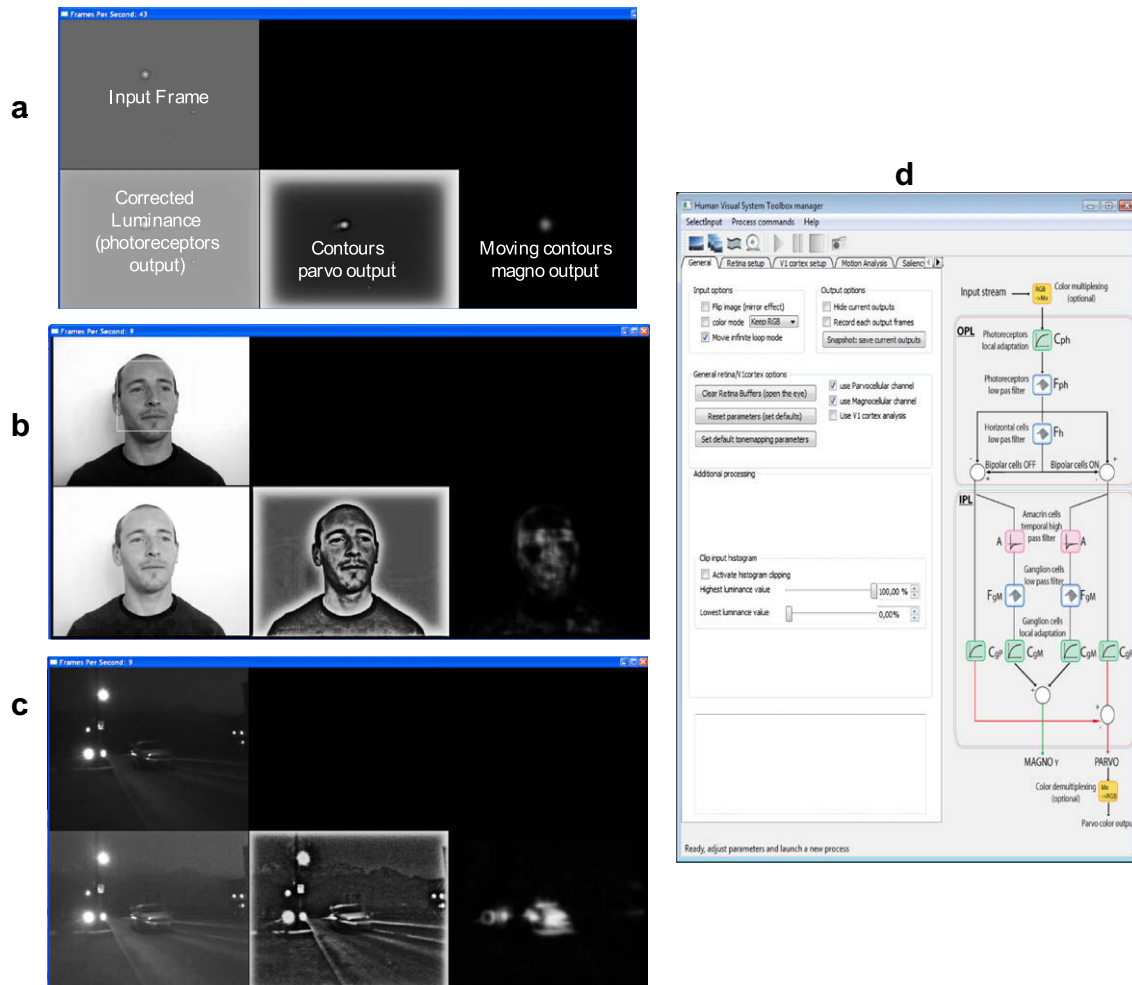 a
Frames Per Second: 43
Input Frame
Corrected
Luminance
(photoreceptors
output)
Contours
parvo output
Moving contours
magno output
b
Frames Per Second: 9
c
Frames Per Second: 9
d
Human Visual System Toolbox manager
SelectInput Process commands Help
General Retina setup V1 cortex setup Motion Analysis Salienc
Input options
Flip image (mirror effect)
color mode Keep RGB
Movie infinite loop mode
Output options
Hide current outputs
Record each output frames
Snapshot: save current outputs
General retina/V1cortex options
Clear Retina Buffers (open the eye)
Reset parameters (set defaults)
Set default tonemapping parameters
use Parvocellular channel
use Magnocellular channel
Use V1 cortex analysis
Additional processing
Clip input histogram
Activate histogram clipping
Highest luminance value 100,00 %
Lowest luminance value 0,00%
Ready, adjust parameters and launch a new process
Input stream
RGB
->Mx
Color multiplexing
(optional)
OPL
Photoreceptors
local adaptation
Cph
Photoreceptors
low pas filter
Fph
Horizontal cells
low pas filter
Fh
- +
Bipolar cells OFF Bipolar cells ON
+ -
IPL
Amacrin cells
temporal high
pass filter
A A
Ganglion cells
low pass filter
FgM FgM
Ganglion cells
local adaptation
CgP CgM CgM CgP
MAGNO Y PARVO
Color demultiplexing
(optional)
Mx
->RGB
Parvo color output